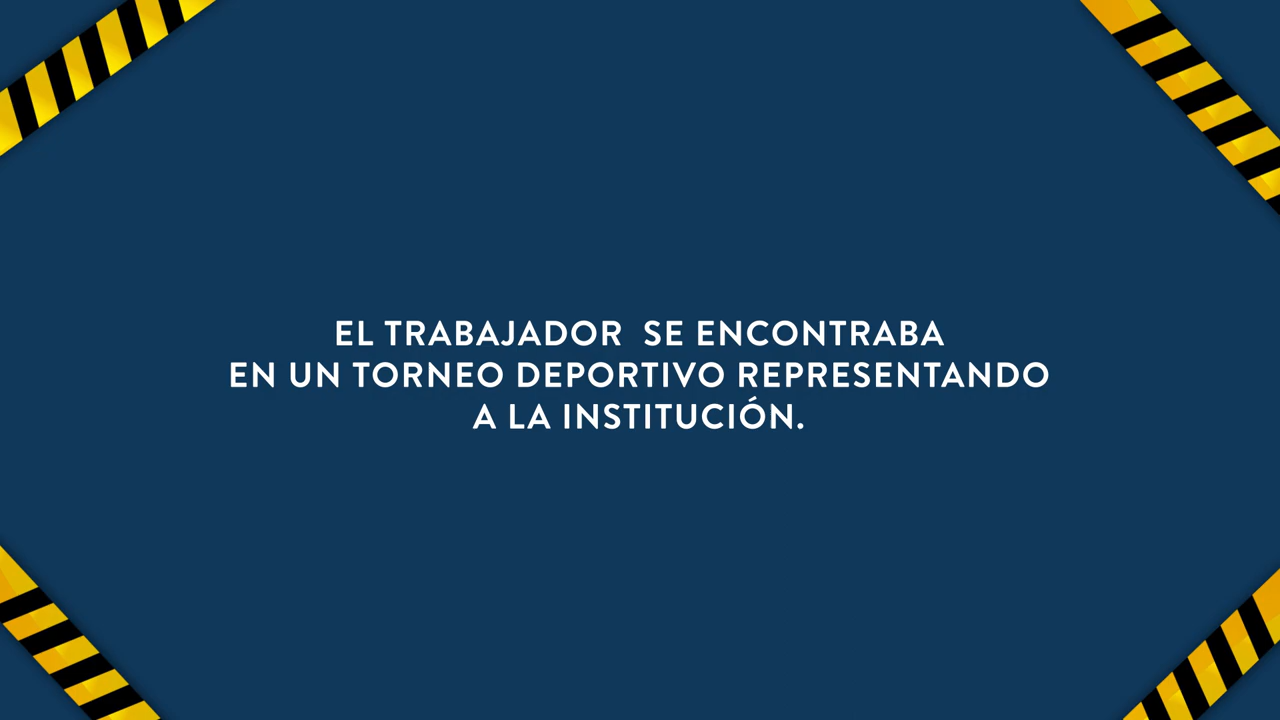 EL TRABAJADOR  SE ENCONTRABA
EN UN TORNEO DEPORTIVO REPRESENTANDO
A LA INSTITUCIÓN.